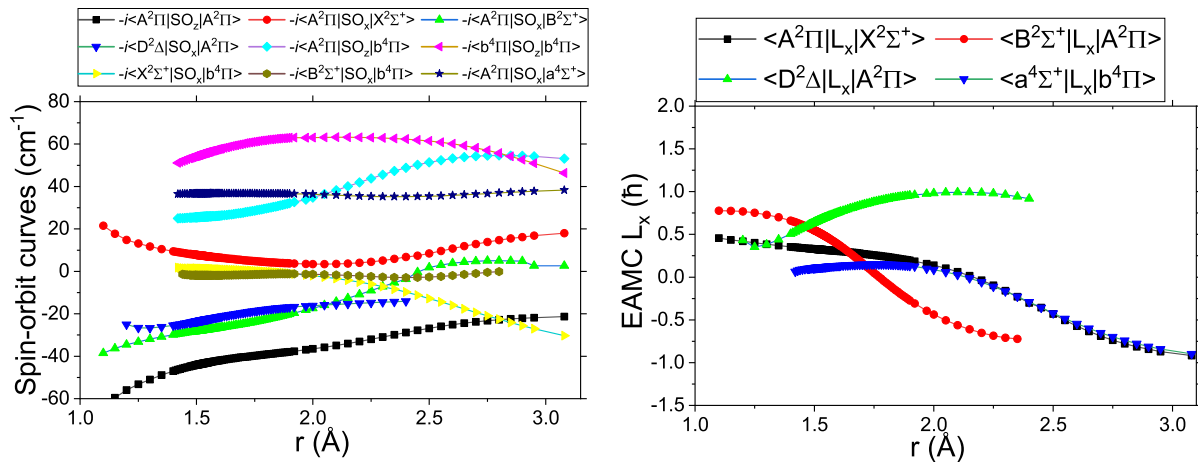 -i<A²Π|SO_z|A²Π> -i<A²Π|SO_x|X²Σ⁺> -i<A²Π|SO_x|B²Σ⁺>
-i<D²Δ|SO_x|A²Π> -i<A²Π|SO_z|b⁴Π> -i<b⁴Π|SO_z|b⁴Π>
-i<X²Σ⁺|SO_x|b⁴Π> -i<B²Σ⁺|SO_x|b⁴Π> -i<A²Π|SO_x|a⁴Σ⁺>
Spin-orbit curves (cm⁻¹)
80
60
40
20
0
-20
-40
-60
1.0 1.5 2.0 2.5 3.0
r (Å)
<A²Π|L_x|X²Σ⁺> <B²Σ⁺|L_x|A²Π>
<D²Δ|L_x|A²Π> <a⁴Σ⁺|L_x|b⁴Π>
EAMC L_x (ħ)
2.0
1.5
1.0
0.5
0.0
-0.5
-1.0
-1.5
1.0 1.5 2.0 2.5 3.0
r (Å)